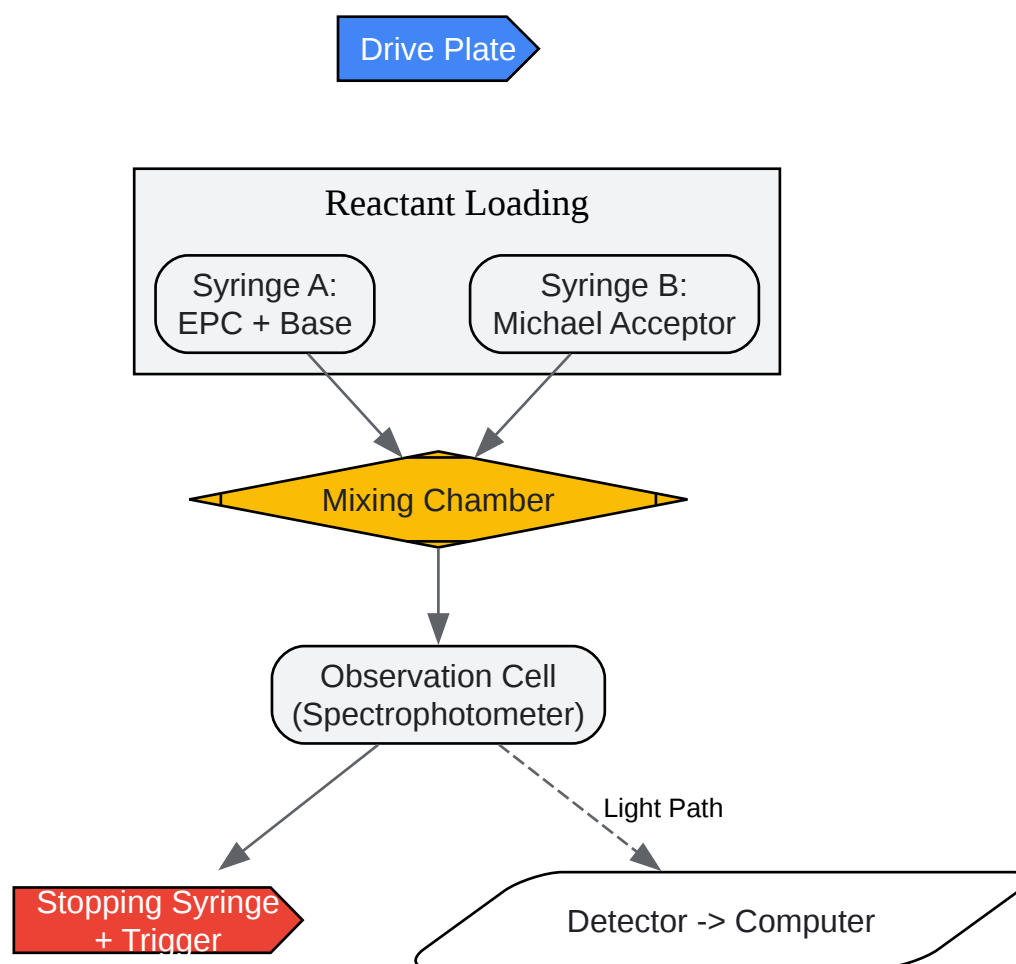 Drive Plate
Reactant Loading
Syringe A:
EPC + Base
Syringe B:
Michael Acceptor
Mixing Chamber
Observation Cell
(Spectrophotometer)
Light Path
Stopping Syringe
+ Trigger
Detector -> Computer